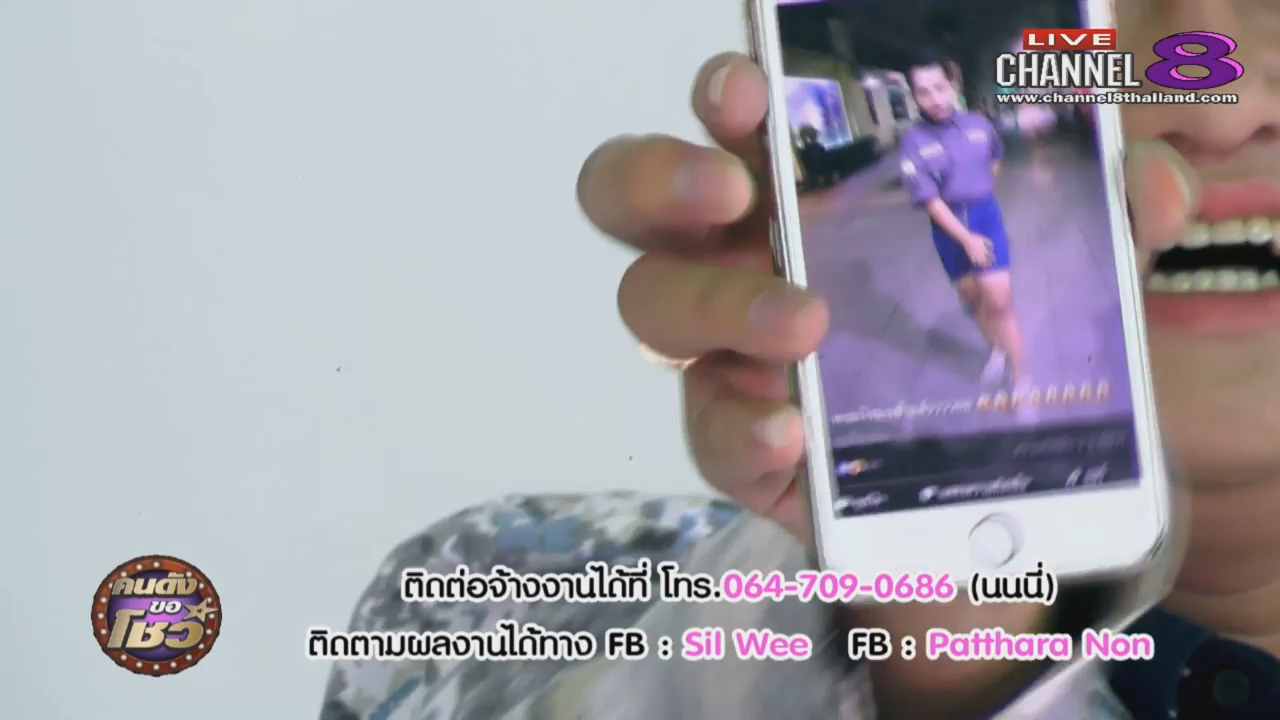 LIVE
CHANNEL 8
www.channel8thailand.com
คนดัง
ขอ
โชว์
ติดต่อจ้างงานได้ที่ โทร.064-709-0686 (นนนี่)
ติดตามผลงานได้ทาง FB : Sil Wee FB : Patthara Non